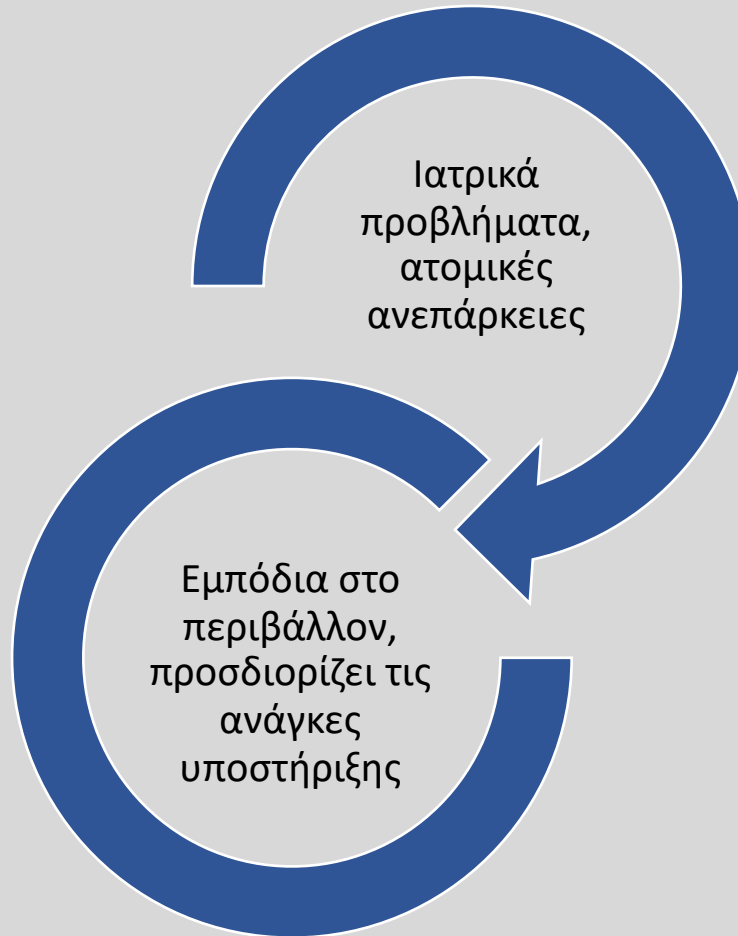 Ιατρικά
προβλήματα,
ατομικές
ανεπάρκειες
Εμπόδια στο
περιβάλλον,
προσδιορίζει τις
ανάγκες
υποστήριξης